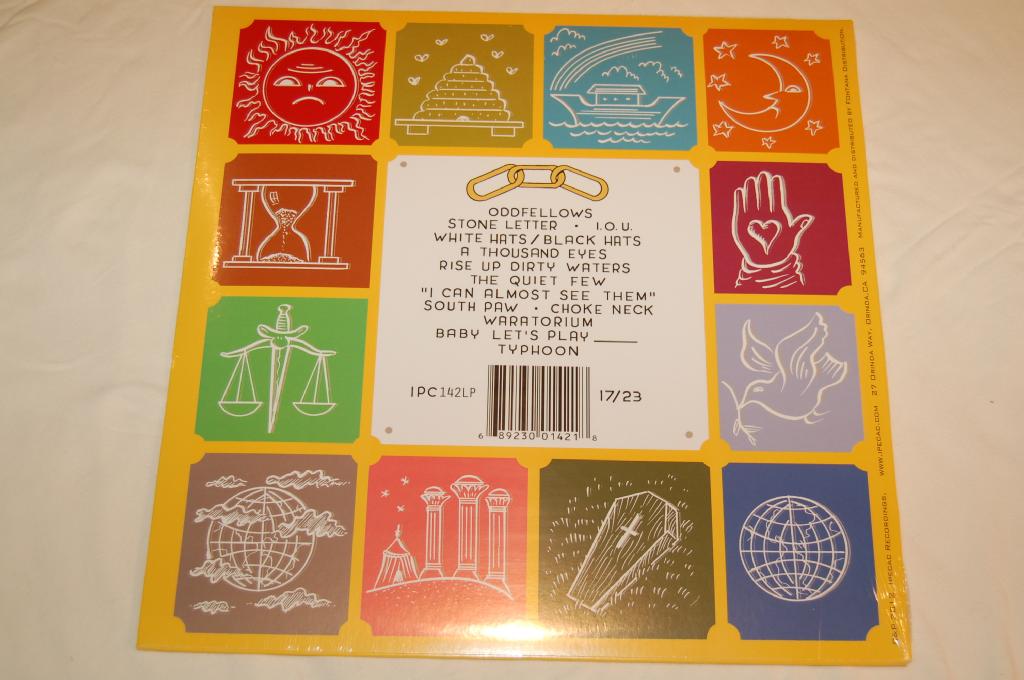 ODDFELLOWS
STONE LETTER • I.O.U.
WHITE HATS/BLACK HATS
A THOUSAND EYES
RISE UP DIRTY WATERS
THE QUIET FEW
"I CAN ALMOST SEE THEM"
SOUTH PAW • CHOKE NECK
WARATORIUM
BABY LET'S PLAY ____
TYPHOON
IPC142LP
17/23
6 89230 01421 8
IPECAC RECORDINGS, WWW.IPECAC.COM 27 ORINDA WAY, ORINDA,CA 94563 MANUFACTURED AND DISTRIBUTED BY FONTANA DISTRIBUTION.